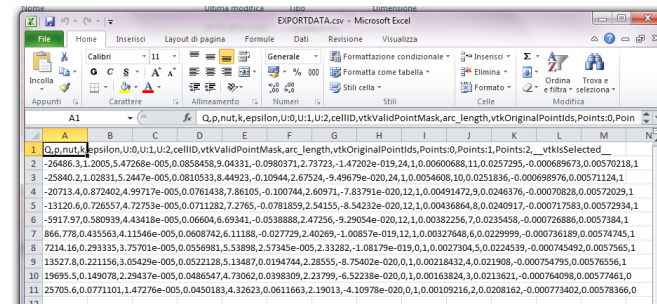 Nome Ultima modifica Tipo Dimensione
EXPORTDATA.csv - Microsoft Excel
File Home Inserisci Layout di pagina Formule Dati Revisione Visualizza
Calibri 11 Generale Formattazione condizionale Inserisci Σ
Incolla G C S A A % 000 Formatta come tabella Elimina Ordina Trova e
Stili cella Formato e filtra seleziona
Appunti Carattere Allineamento Numeri Stili Celle Modifica
A1 fx Q,p,nut,k,epsilon,U:0,U:1,U:2,cellID,vtkValidPointMask,arc_length,vtkOriginalPointIds,Points:0,Poin
A B C D E F G H I J K L M N
1 Q,p,nut,k,epsilon,U:0,U:1,U:2,cellID,vtkValidPointMask,arc_length,vtkOriginalPointIds,Points:0,Points:1,Points:2,__vtkIsSelected__
2 -26486.5,1.2005,5.47268e-005,0.0858458,9.04331,-0.0980371,2.73723,-1.47202e-019,24,1,0.00600688,11,0.0257295,-0.000689673,0.00570218,1
3 -25840.2,1.02831,5.2447e-005,0.0810533,8.44923,-0.10944,2.67524,-9.49679e-020,24,1,0.0054608,10,0.0251836,-0.000698976,0.00571124,1
4 -20713.4,0.872402,4.99717e-005,0.0761438,7.86105,-0.100744,2.60971,-7.83791e-020,12,1,0.00491472,9,0.0246376,-0.00070828,0.00572029,1
5 -13120.6,0.726557,4.72753e-005,0.0711282,7.2765,-0.0781859,2.54155,-8.54232e-020,12,1,0.00436864,8,0.0240917,-0.000717583,0.00572934,1
6 -5917.97,0.580939,4.43418e-005,0.06604,6.69341,-0.0538888,2.47256,-9.29054e-020,12,1,0.00382256,7,0.0235458,-0.000726886,0.0057384,1
7 866.778,0.435563,4.11546e-005,0.0608742,6.11188,-0.027729,2.40269,-1.00857e-019,12,1,0.00327648,6,0.0229999,-0.000736189,0.00574745,1
8 7214.16,0.293335,3.75701e-005,0.0556981,5.53898,2.57345e-005,2.33282,-1.08179e-019,0,1,0.0027304,5,0.0224539,-0.000745492,0.0057565,1
9 13527.8,0.221156,3.05429e-005,0.0522128,5.13487,0.0194744,2.28555,-8.75402e-020,0,1,0.00218432,4,0.021908,-0.000754795,0.00576556,1
10 19695.5,0.149078,2.29437e-005,0.0486547,4.73062,0.0398309,2.23799,-6.52238e-020,0,1,0.00163824,3,0.0213621,-0.000764098,0.00577461,0
11 25705.6,0.0771101,1.47276e-005,0.0450183,4.32623,0.0611663,2.19013,-4.10978e-020,0,1,0.00109216,2,0.0208162,-0.000773402,0.00578366,0